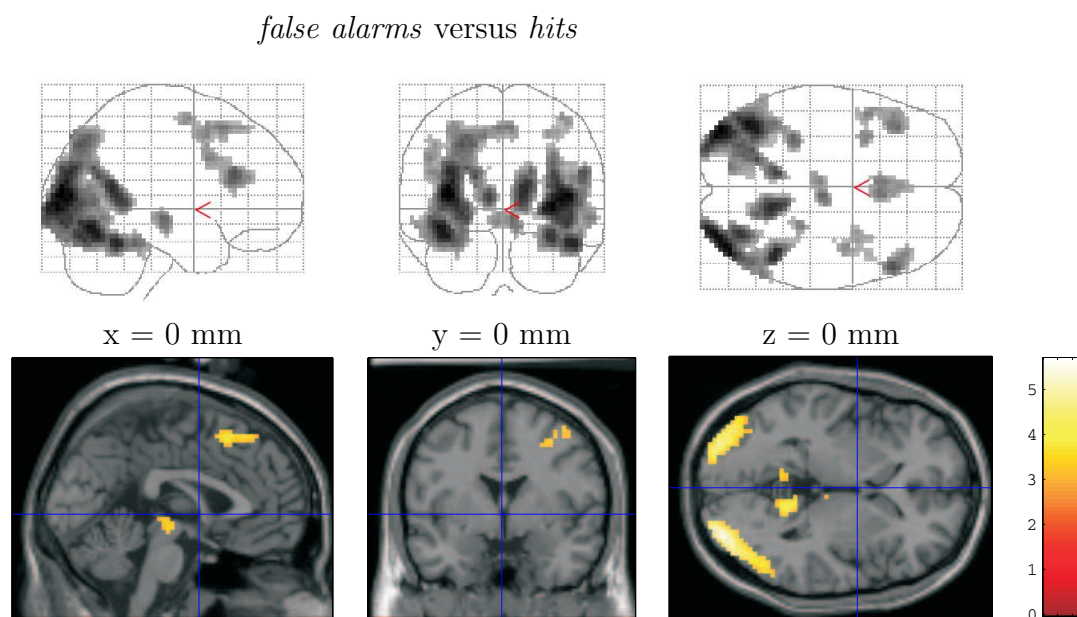 false alarms versus hits
x = 0 mm
y = 0 mm
z = 0 mm
5
4
3
2
1
0